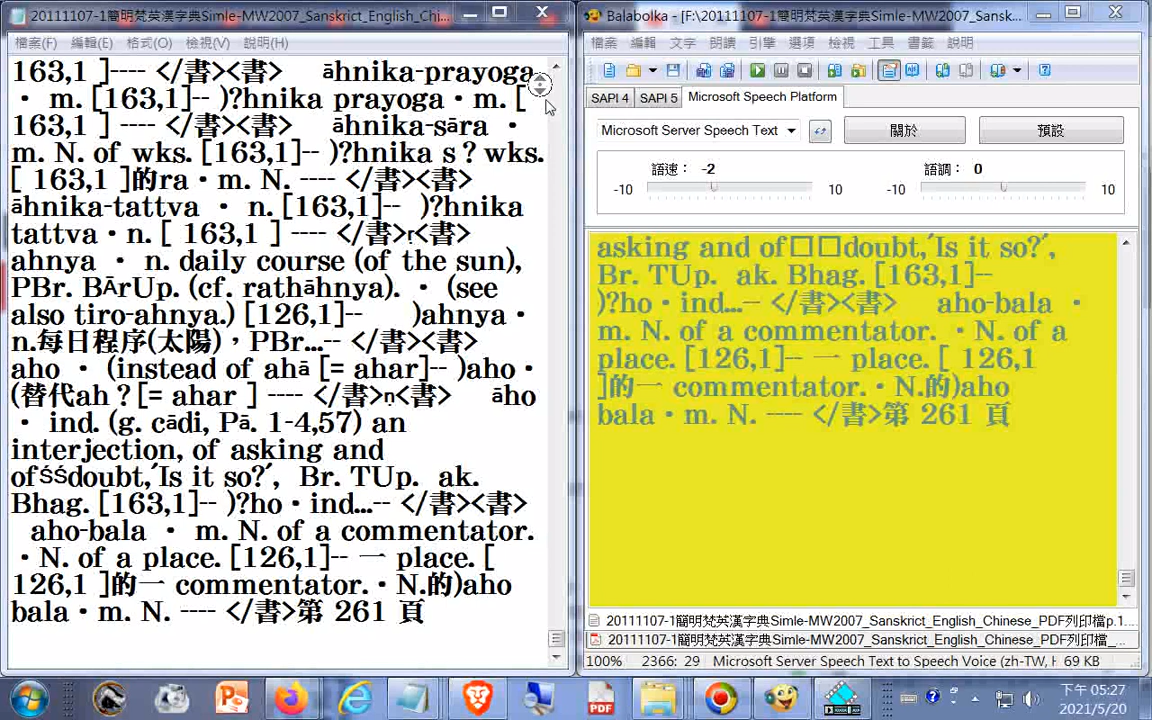 20111107-1簡明梵英漢字典Simle-MW2007_Sanskrict_English_Chi...
檔案(F) 編輯(E) 格式(O) 檢視(V) 說明(H)
163,1 ]---- </書><書> āhnika-prayoga
‧ m. [163,1]-- )?hnika prayoga‧m. [
163,1 ] ---- </書><書> āhnika-sāra ‧
m. N. of wks. [163,1]-- )?hnika s？wks.
[ 163,1 ]的ra‧m. N. ---- </書><書>
āhnika-tattva ‧ n. [163,1]-- )?hnika
tattva‧n. [ 163,1 ] ---- </書>ṛ<書>
ahnya ‧ n. daily course (of the sun),
PBr. BĀrUp. (cf. rathāhnya). ‧ (see
also tiro-ahnya.) [126,1]-- )ahnya‧
n.每日程序(太陽)，PBr...-- </書><書>
aho ‧ (instead of ahā [= ahar]-- )aho‧
(替代ah？[= ahar ] ---- </書>ṇ<書> āho
‧ ind. (g. cādi, Pā. 1-4,57) an
interjection, of asking and
ofśśdoubt,'Is it so?', Br. TUp. ak.
Bhag. [163,1]-- )?ho‧ind...-- </書><書>
aho-bala ‧ m. N. of a commentator.
‧N. of a place. [126,1]-- 一 place. [
126,1 ]的一 commentator.‧N.的)aho
bala‧m. N. ---- </書>第 261 頁
Balabolka - [F:\20111107-1簡明梵英漢字典Simle-MW2007_Sansk...
檔案 編輯 文字 朗讀 引擎 選項 檢視 工具 書籤 說明
SAPI 4 SAPI 5 Microsoft Speech Platform
Microsoft Server Speech Text 關於 預設
語速： -2 語調： 0
-10 10 -10 10
asking and of□□doubt,'Is it so?',
Br. TUp. ak. Bhag. [163,1]--
)?ho‧ind...-- </書><書> aho-bala ‧
m. N. of a commentator. ‧N. of a
place. [126,1]-- 一 place. [ 126,1
]的一 commentator.‧N.的)aho
bala‧m. N. ---- </書>第 261 頁
20111107-1簡明梵英漢字典Simle-MW2007_Sanskrict_English_Chinese_PDF列印檔p.1...
20111107-1簡明梵英漢字典Simle-MW2007_Sanskrict_English_Chinese_PDF列印檔_...
100% 2366: 29 Microsoft Server Speech Text to Speech Voice (zh-TW, H 69 KB
PDF
下午 05:27
2021/5/20